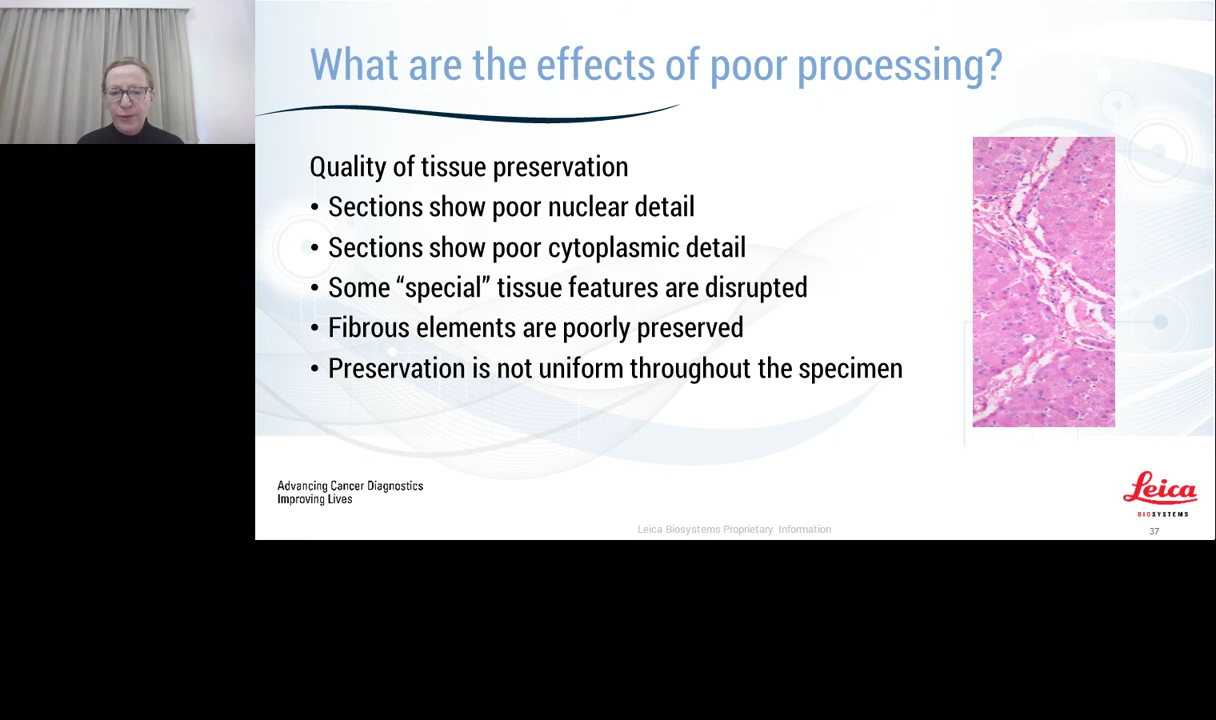 What are the effects of poor processing?
Quality of tissue preservation
• Sections show poor nuclear detail
• Sections show poor cytoplasmic detail
• Some “special” tissue features are disrupted
• Fibrous elements are poorly preserved
• Preservation is not uniform throughout the specimen
Advancing Cancer Diagnostics
Improving Lives
Leica
BIOSYSTEMS
Leica Biosystems Proprietary Information
37